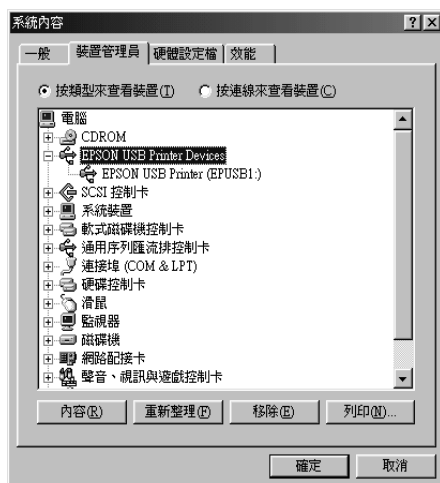 系統內容
一般 裝置管理員 硬體設定檔 效能
按類型來查看裝置(T) 按連線來查看裝置(C)
電腦
CDROM
EPSON USB Printer Devices
EPSON USB Printer (EPUSB1:)
SCSI 控制卡
系統裝置
軟式磁碟機控制卡
通用序列匯流排控制卡
連接埠 (COM & LPT)
硬碟控制卡
滑鼠
監視器
磁碟機
網路配接卡
聲音、視訊與遊戲控制卡
內容(R) 重新整理(F) 移除(E) 列印(N)...
確定 取消